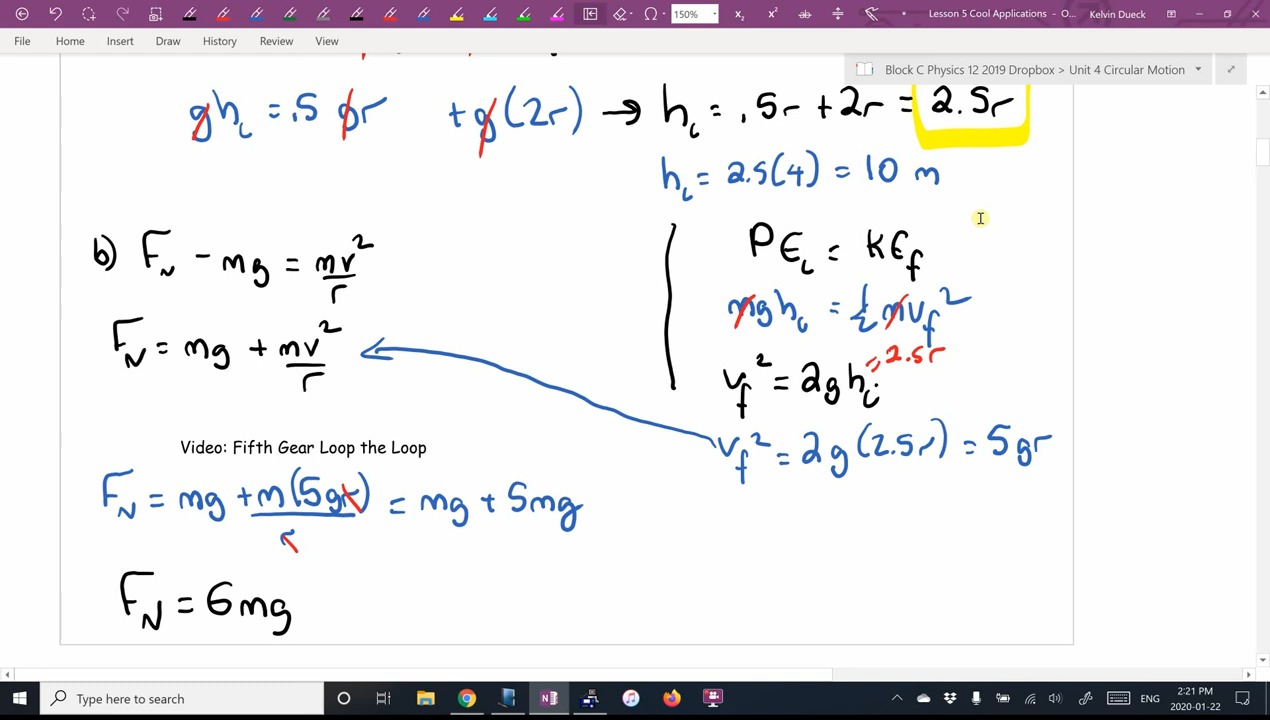 150%
Lesson 5 Cool Applications - O...
Kelvin Dueck
File Home Insert Draw History Review View
Block C Physics 12 2019 Dropbox > Unit 4 Circular Motion
gh_i = .5 gr + g(2r) → h_i = .5r + 2r = 2.5r
h_i = 2.5(4) = 10 m
b) F_N - mg = mv²/r
PE_i = KE_f
mgh_i = ½mv_f²
F_N = mg + mv²/r
= 2.5r
v_f² = 2gh_i
Video: Fifth Gear Loop the Loop
v_f² = 2g(2.5r) = 5gr
F_N = mg + m(5gr)/r = mg + 5mg
F_N = 6mg
Type here to search
ENG
2:21 PM
2020-01-22